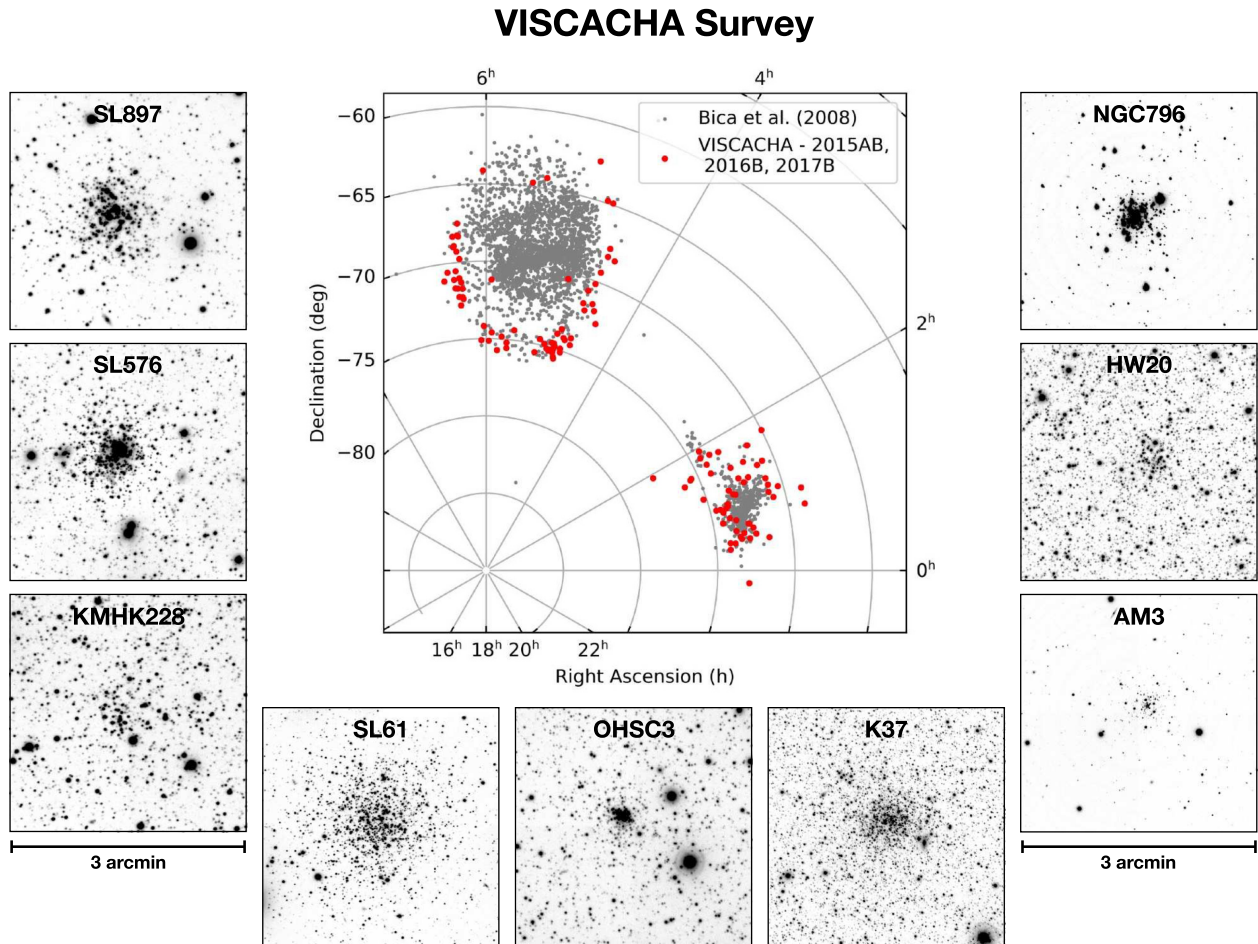 VISCACHA Survey
6h
4h
SL897
NGC796
−60
Bica et al. (2008)
VISCACHA - 2015AB,
2016B, 2017B
−65
−70
Declination (deg)
2h
SL576
HW20
−75
−80
0h
KMHK228
AM3
16h 18h 20h 22h
Right Ascension (h)
SL61
OHSC3
K37
3 arcmin
3 arcmin